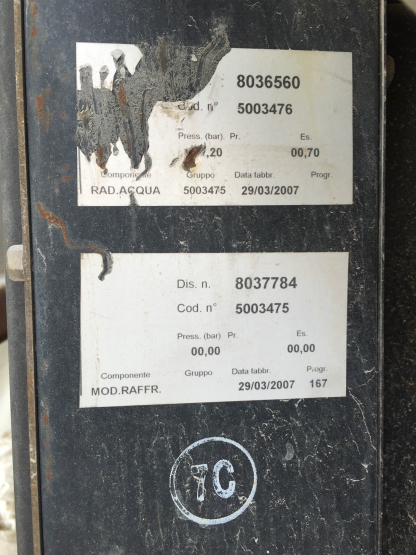 8036560
Cod. n° 5003476
Press. (bar). Pr. Es.
,20 00,70
Componente Gruppo Data fabbr. Progr.
RAD.ACQUA 5003475 29/03/2007
Dis. n. 8037784
Cod. n° 5003475
Press. (bar) Pr. Es.
00,00 00,00
Componente Gruppo Data fabbr. Progr.
MOD.RAFFR. 29/03/2007 167
7C